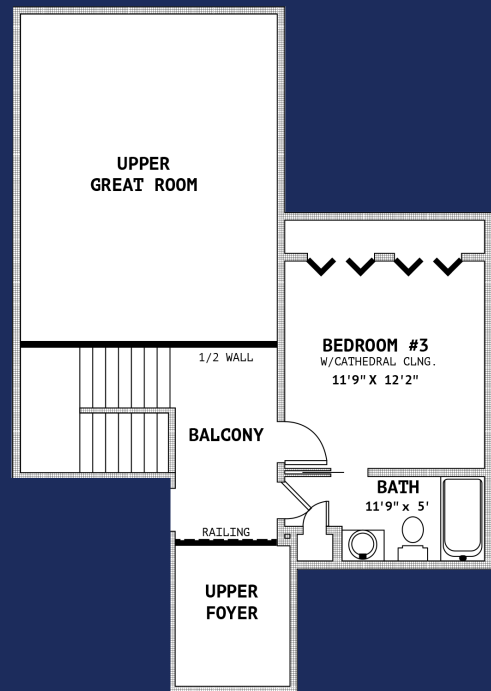 UPPER
GREAT ROOM
1/2 WALL
BEDROOM #3
W/CATHEDRAL CLNG.
11'9" X 12'2"
BALCONY
BATH
11'9" x 5'
RAILING
UPPER
FOYER